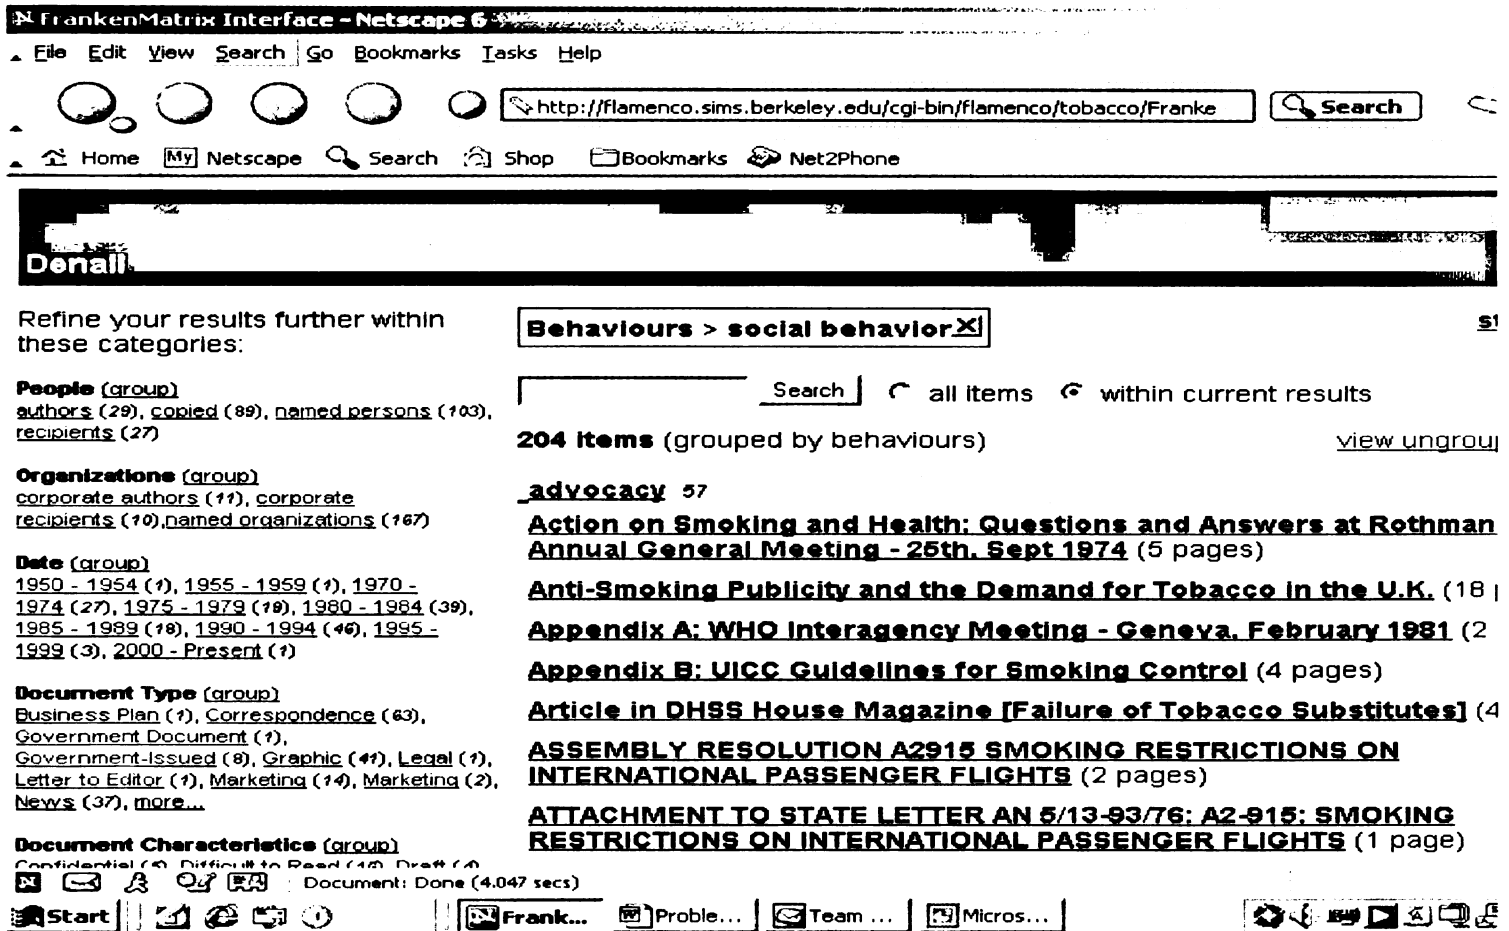 FrankenMatrix Interface - Netscape 6
File Edit View Search Go Bookmarks Tasks Help
http://flamenco.sims.berkeley.edu/cgi-bin/flamenco/tobacco/Franke Search
Home My Netscape Search Shop Bookmarks Net2Phone
Denali
Refine your results further within
these categories:
People (group)
authors (29), copied (89), named persons (103),
recipients (27)
Organizations (group)
corporate authors (11), corporate
recipients (10),named organizations (167)
Date (group)
1950 - 1954 (1), 1955 - 1959 (1), 1970 -
1974 (27), 1975 - 1979 (19), 1980 - 1984 (39),
1985 - 1989 (18), 1990 - 1994 (46), 1995 -
1999 (3), 2000 - Present (1)
Document Type (group)
Business Plan (1), Correspondence (63),
Government Document (1),
Government-Issued (8), Graphic (41), Legal (1),
Letter to Editor (1), Marketing (14), Marketing (2),
News (37), more...
Document Characteristics (group)
Confidential (5), Difficult to Read (16), Draft (4),
Behaviours > social behavior X
st
Search all items within current results
204 items (grouped by behaviours) view ungroup
advocacy 57
Action on Smoking and Health: Questions and Answers at Rothman
Annual General Meeting - 25th. Sept 1974 (5 pages)
Anti-Smoking Publicity and the Demand for Tobacco in the U.K. (18 p
Appendix A: WHO Interagency Meeting - Geneva, February 1981 (2
Appendix B: UICC Guidelines for Smoking Control (4 pages)
Article in DHSS House Magazine [Failure of Tobacco Substitutes] (4
ASSEMBLY RESOLUTION A2915 SMOKING RESTRICTIONS ON
INTERNATIONAL PASSENGER FLIGHTS (2 pages)
ATTACHMENT TO STATE LETTER AN 5/13-93/76: A2-915: SMOKING
RESTRICTIONS ON INTERNATIONAL PASSENGER FLIGHTS (1 page)
Document: Done (4.047 secs)
Start Frank... Proble... Team ... Micros...